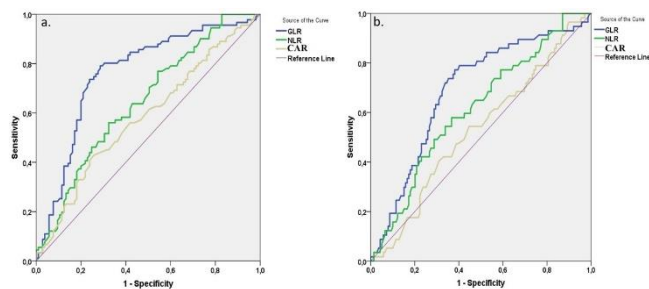 a.
Source of the Curve
GLR
NLR
CAR
Reference Line
1,0
0,8
0,6
0,4
0,2
0,0
Sensitivity
0,0 0,2 0,4 0,6 0,8 1,0
1 - Specificity
b.
Source of the Curve
GLR
NLR
CAR
Reference Line
1,0
0,8
0,6
0,4
0,2
0,0
Sensitivity
0,0 0,2 0,4 0,6 0,8 1,0
1 - Specificity